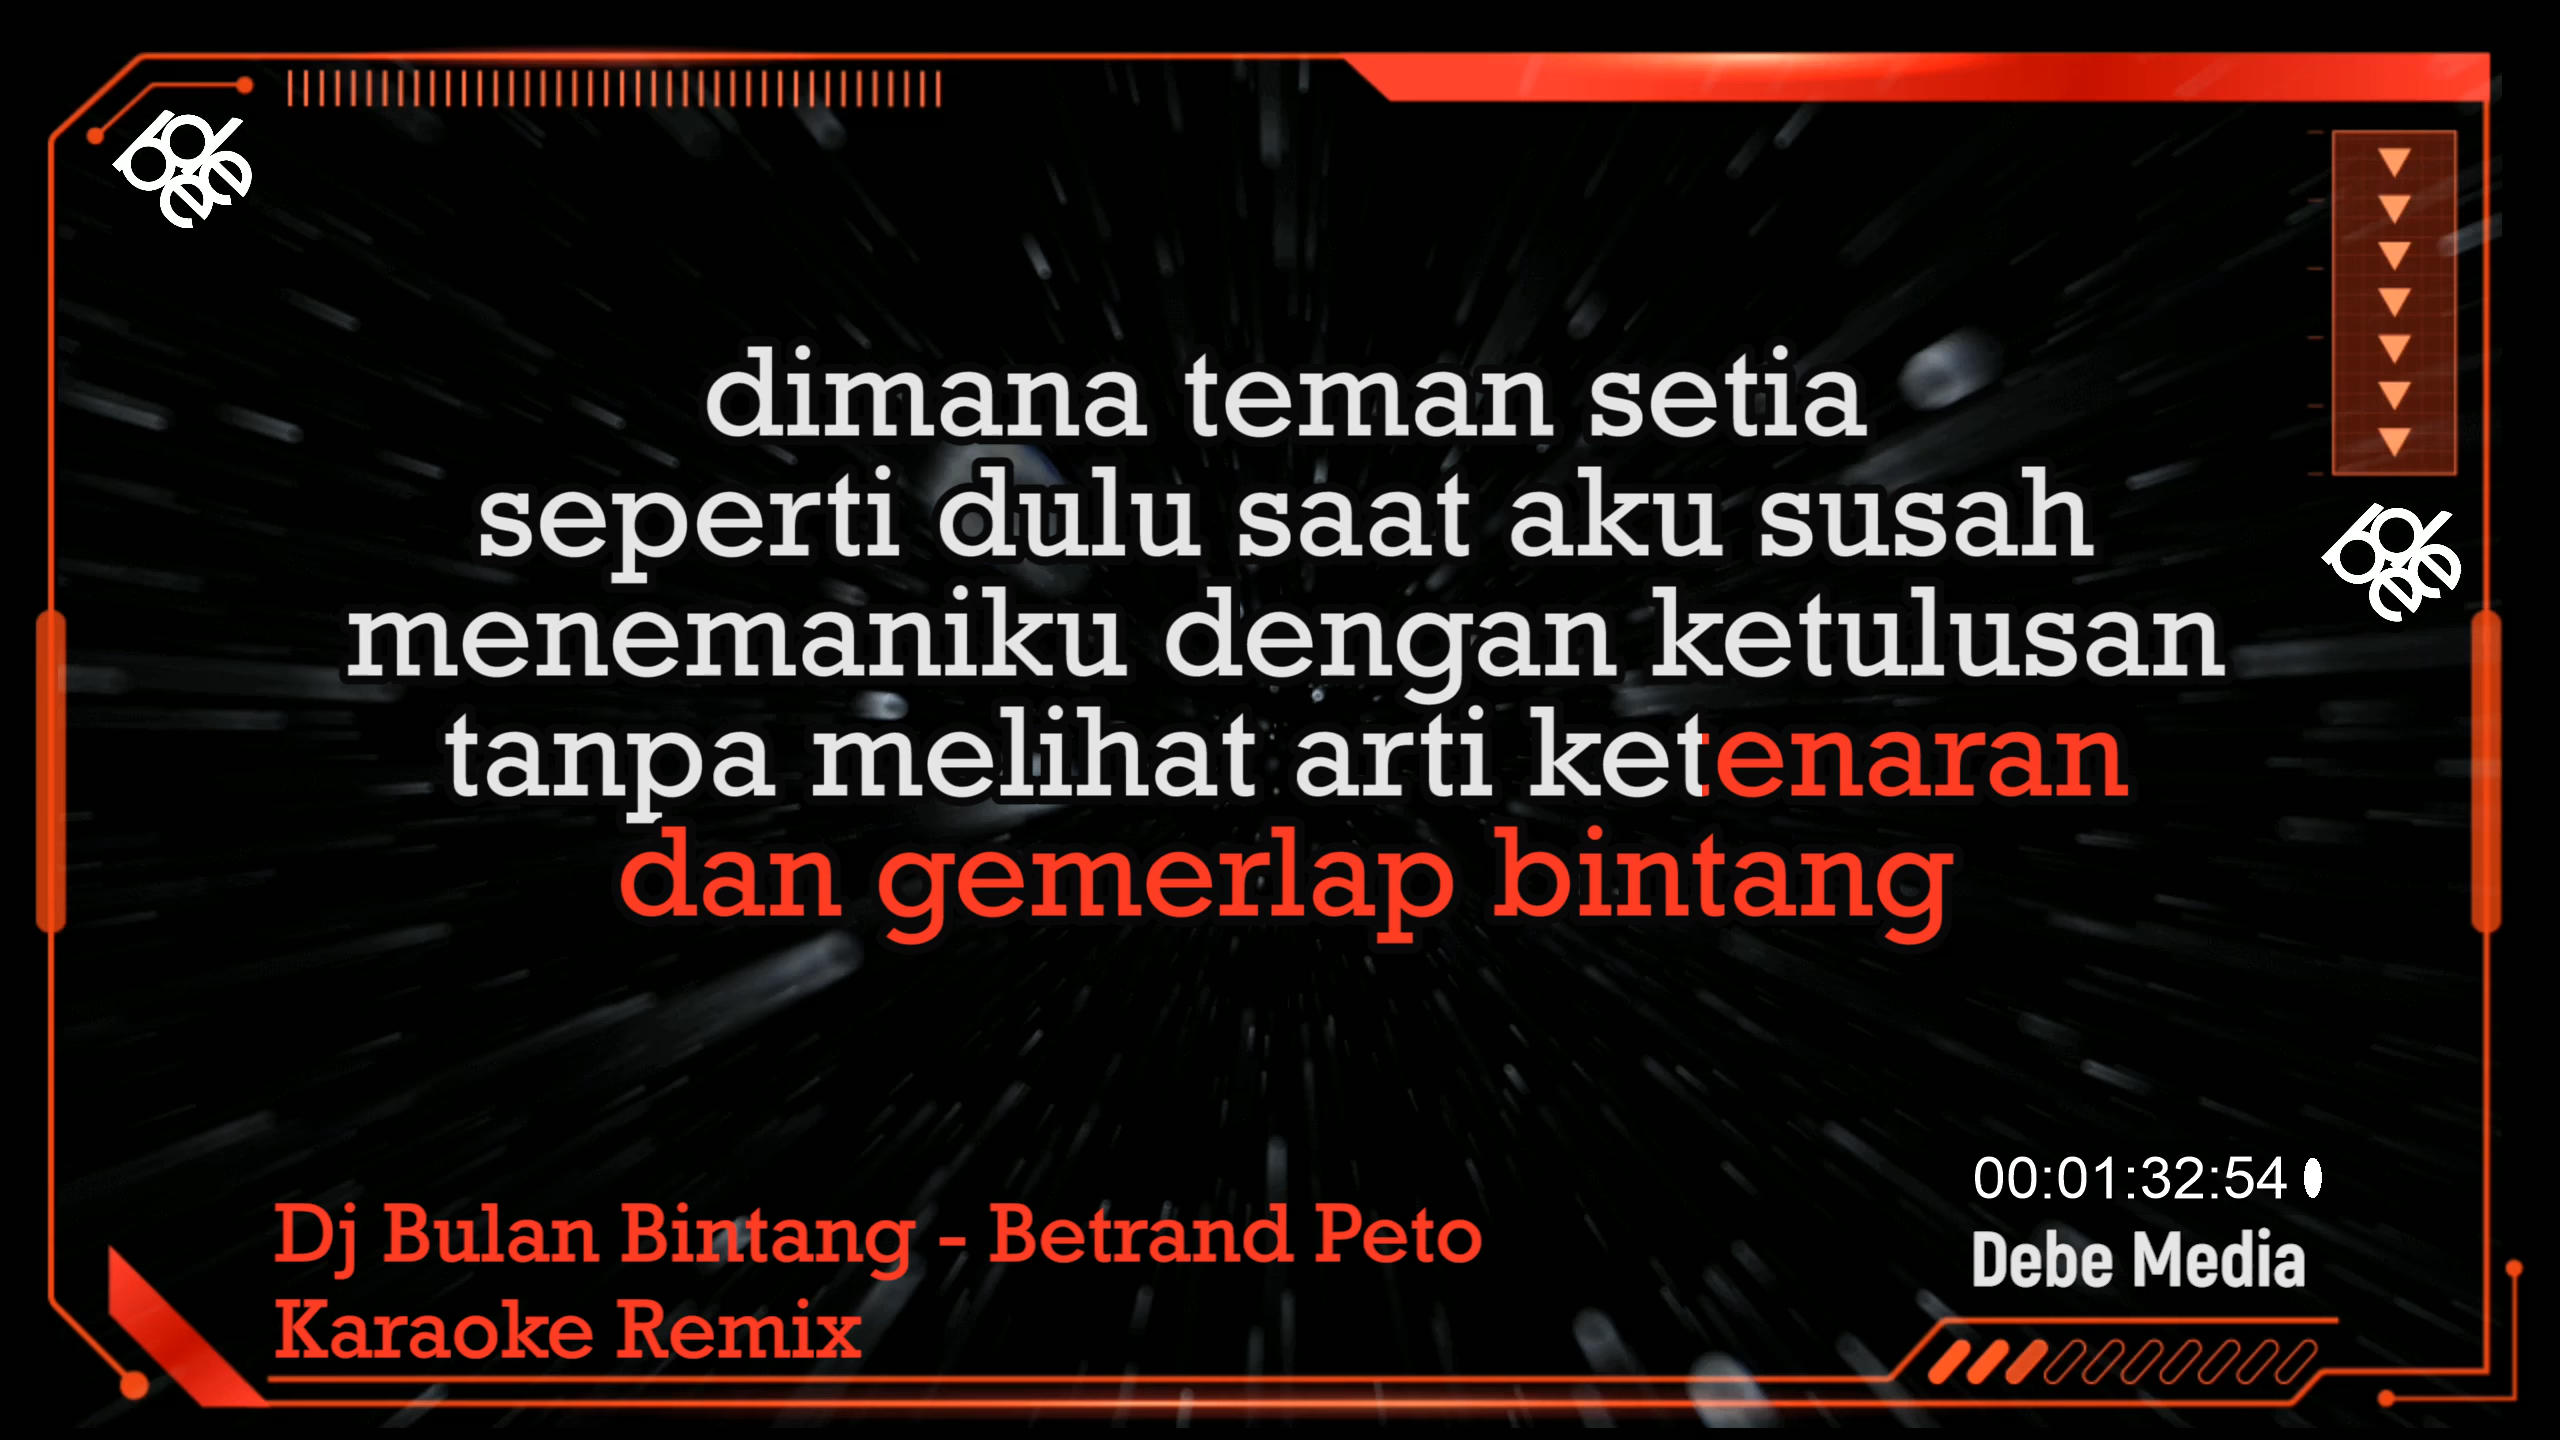 dimana teman setia
seperti dulu saat aku susah
menemaniku dengan ketulusan
tanpa melihat arti ketenaran
dan gemerlap bintang
00:01:32:54
Debe Media
Dj Bulan Bintang - Betrand Peto
Karaoke Remix